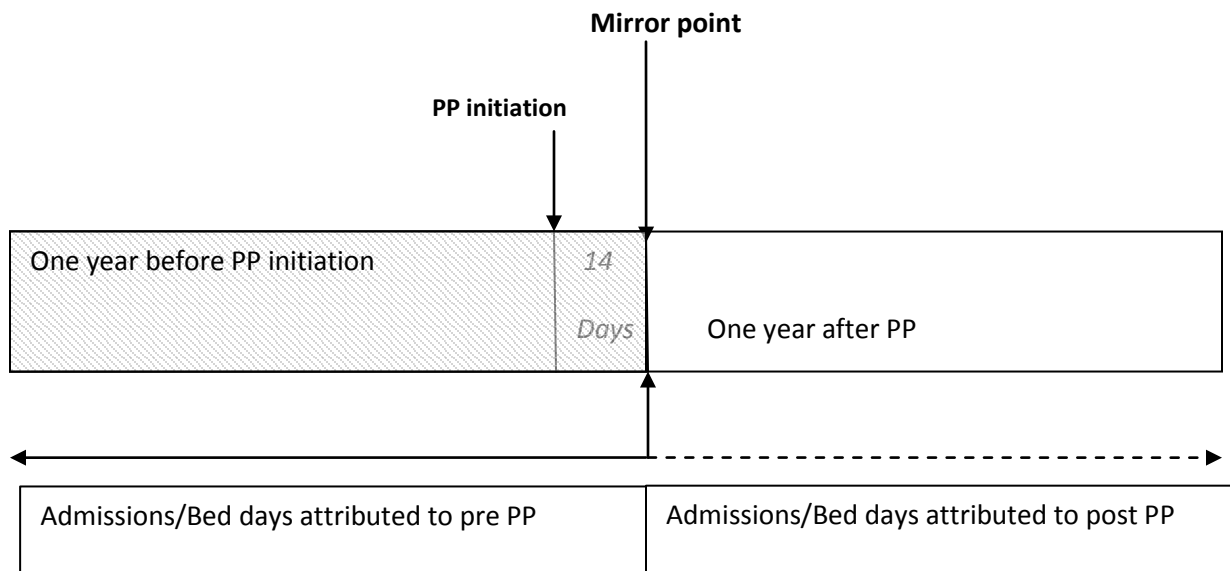 Mirror point
PP initiation
One year before PP initiation
14
Days
One year after PP
Admissions/Bed days attributed to pre PP
Admissions/Bed days attributed to post PP